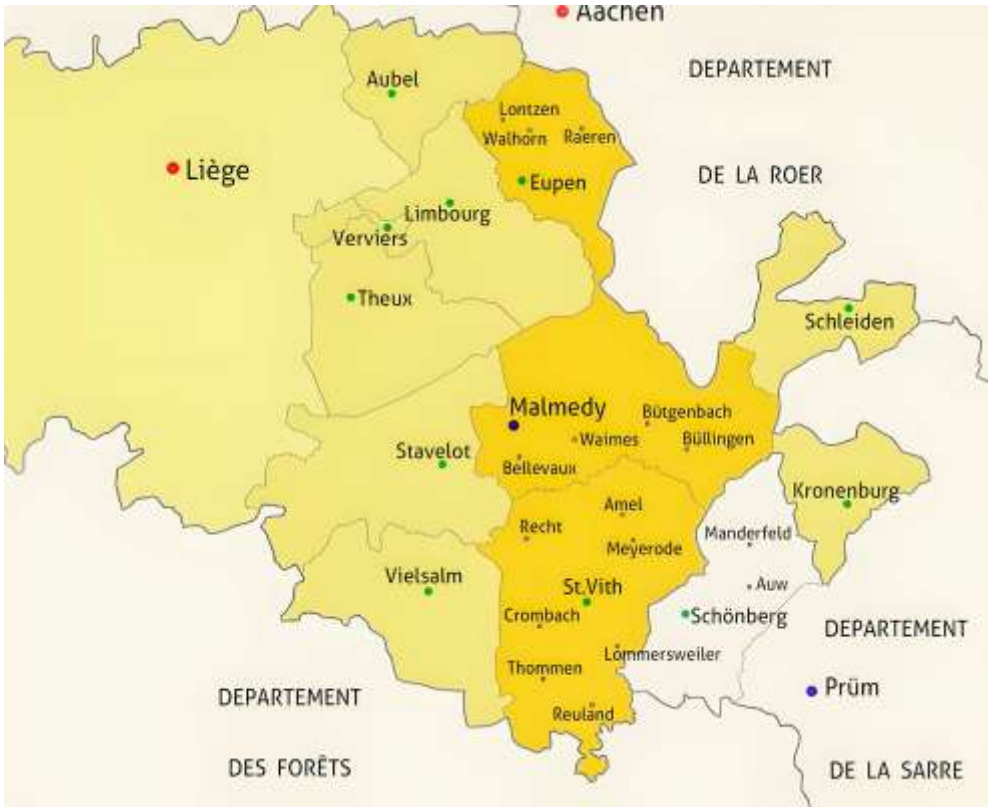 Aachen
DEPARTEMENT
Aubel
Lontzen
Walhorn
Raeren
Liège
DE LA ROER
Eupen
Limbourg
Verviers
Theux
Schleiden
Malmedy
Bütgenbach
Waimes
Büllingen
Stavelot
Bellevaux
Kronenburg
Amel
Recht
Manderfeld
Meyerode
Vielsalm
St.Vith
Auw
Crombach
Schönberg
DEPARTEMENT
Lommersweiler
Thommen
Prüm
DEPARTEMENT
Reuland
DES FORÊTS
DE LA SARRE